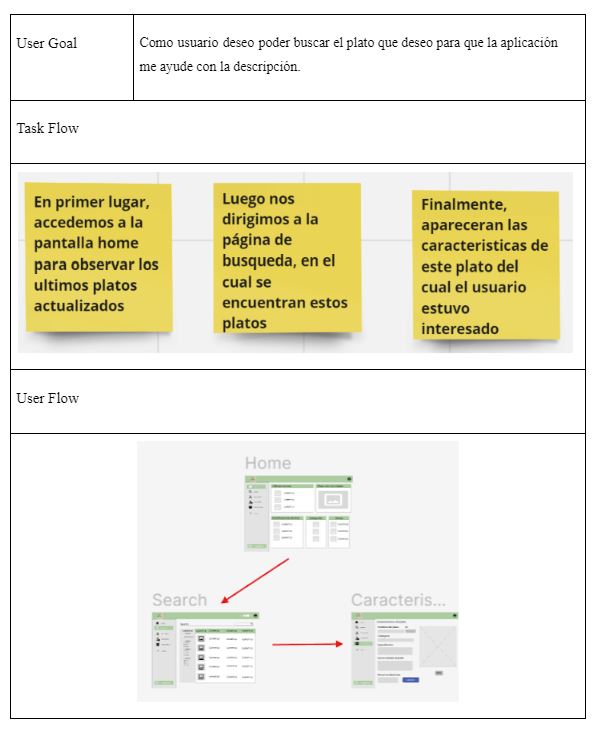 User Goal
Como usuario deseo poder buscar el plato que deseo para que la aplicación
me ayude con la descripción.
Task Flow
En primer lugar,
accedemos a la
pantalla home
para observar los
ultimos platos
actualizados
Luego nos
dirigimos a la
página de
busqueda, en el
cual se
encuentran estos
platos
Finalmente,
apareceran las
caracteristicas de
este plato del
cual el usuario
estuvo
interesado
User Flow
Home
Search
Caracteris...